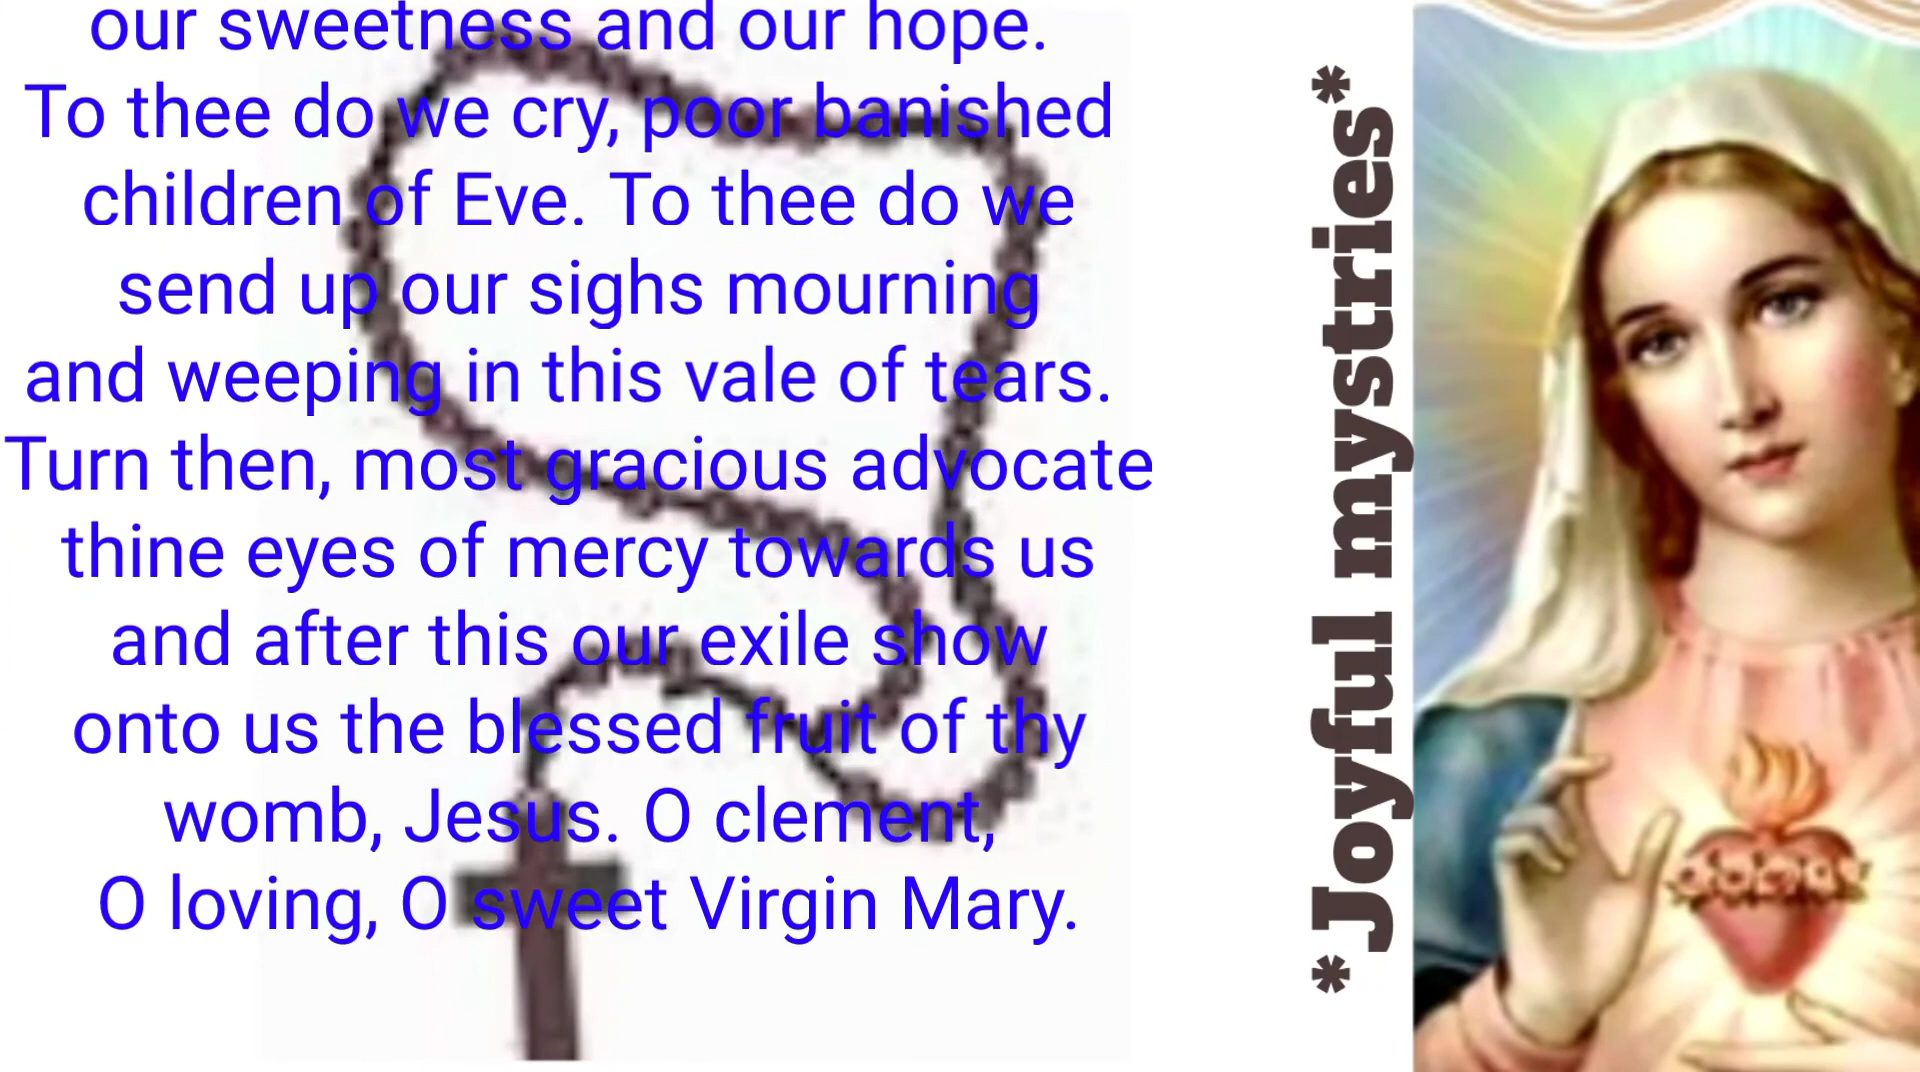 our sweetness and our hope.
To thee do we cry, poor banished
children of Eve. To thee do we
send up our sighs mourning
and weeping in this vale of tears.
Turn then, most gracious advocate
thine eyes of mercy towards us
and after this our exile show
onto us the blessed fruit of thy
womb, Jesus. O clement,
O loving, O sweet Virgin Mary.
*Joyful mystries*